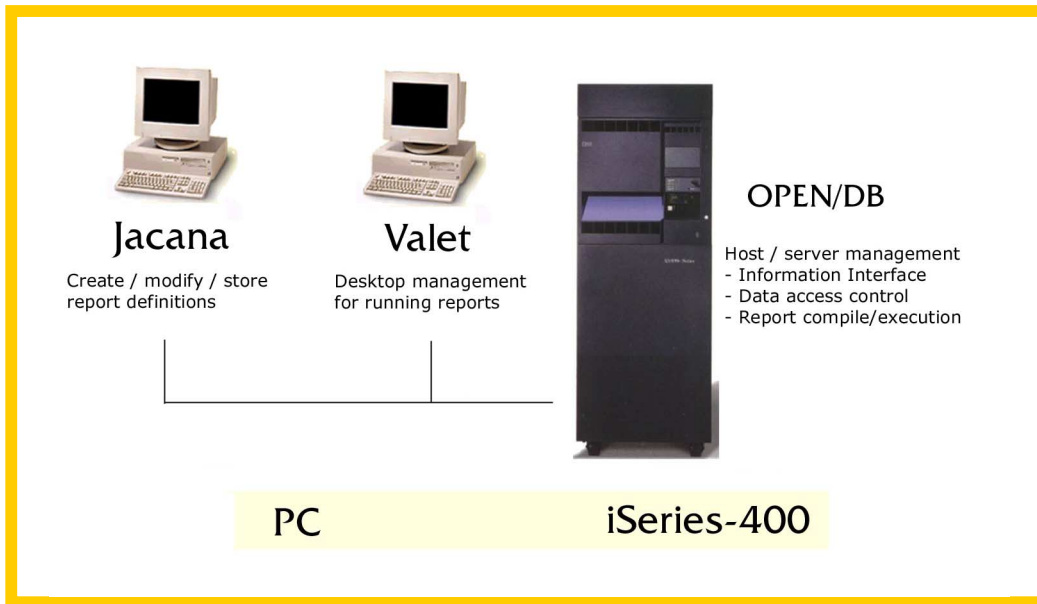 Jacana
Create / modify / store
report definitions
Valet
Desktop management
for running reports
IBM
OPEN/DB
Host / server management
- Information Interface
- Data access control
- Report compile/execution
PC
iSeries-400